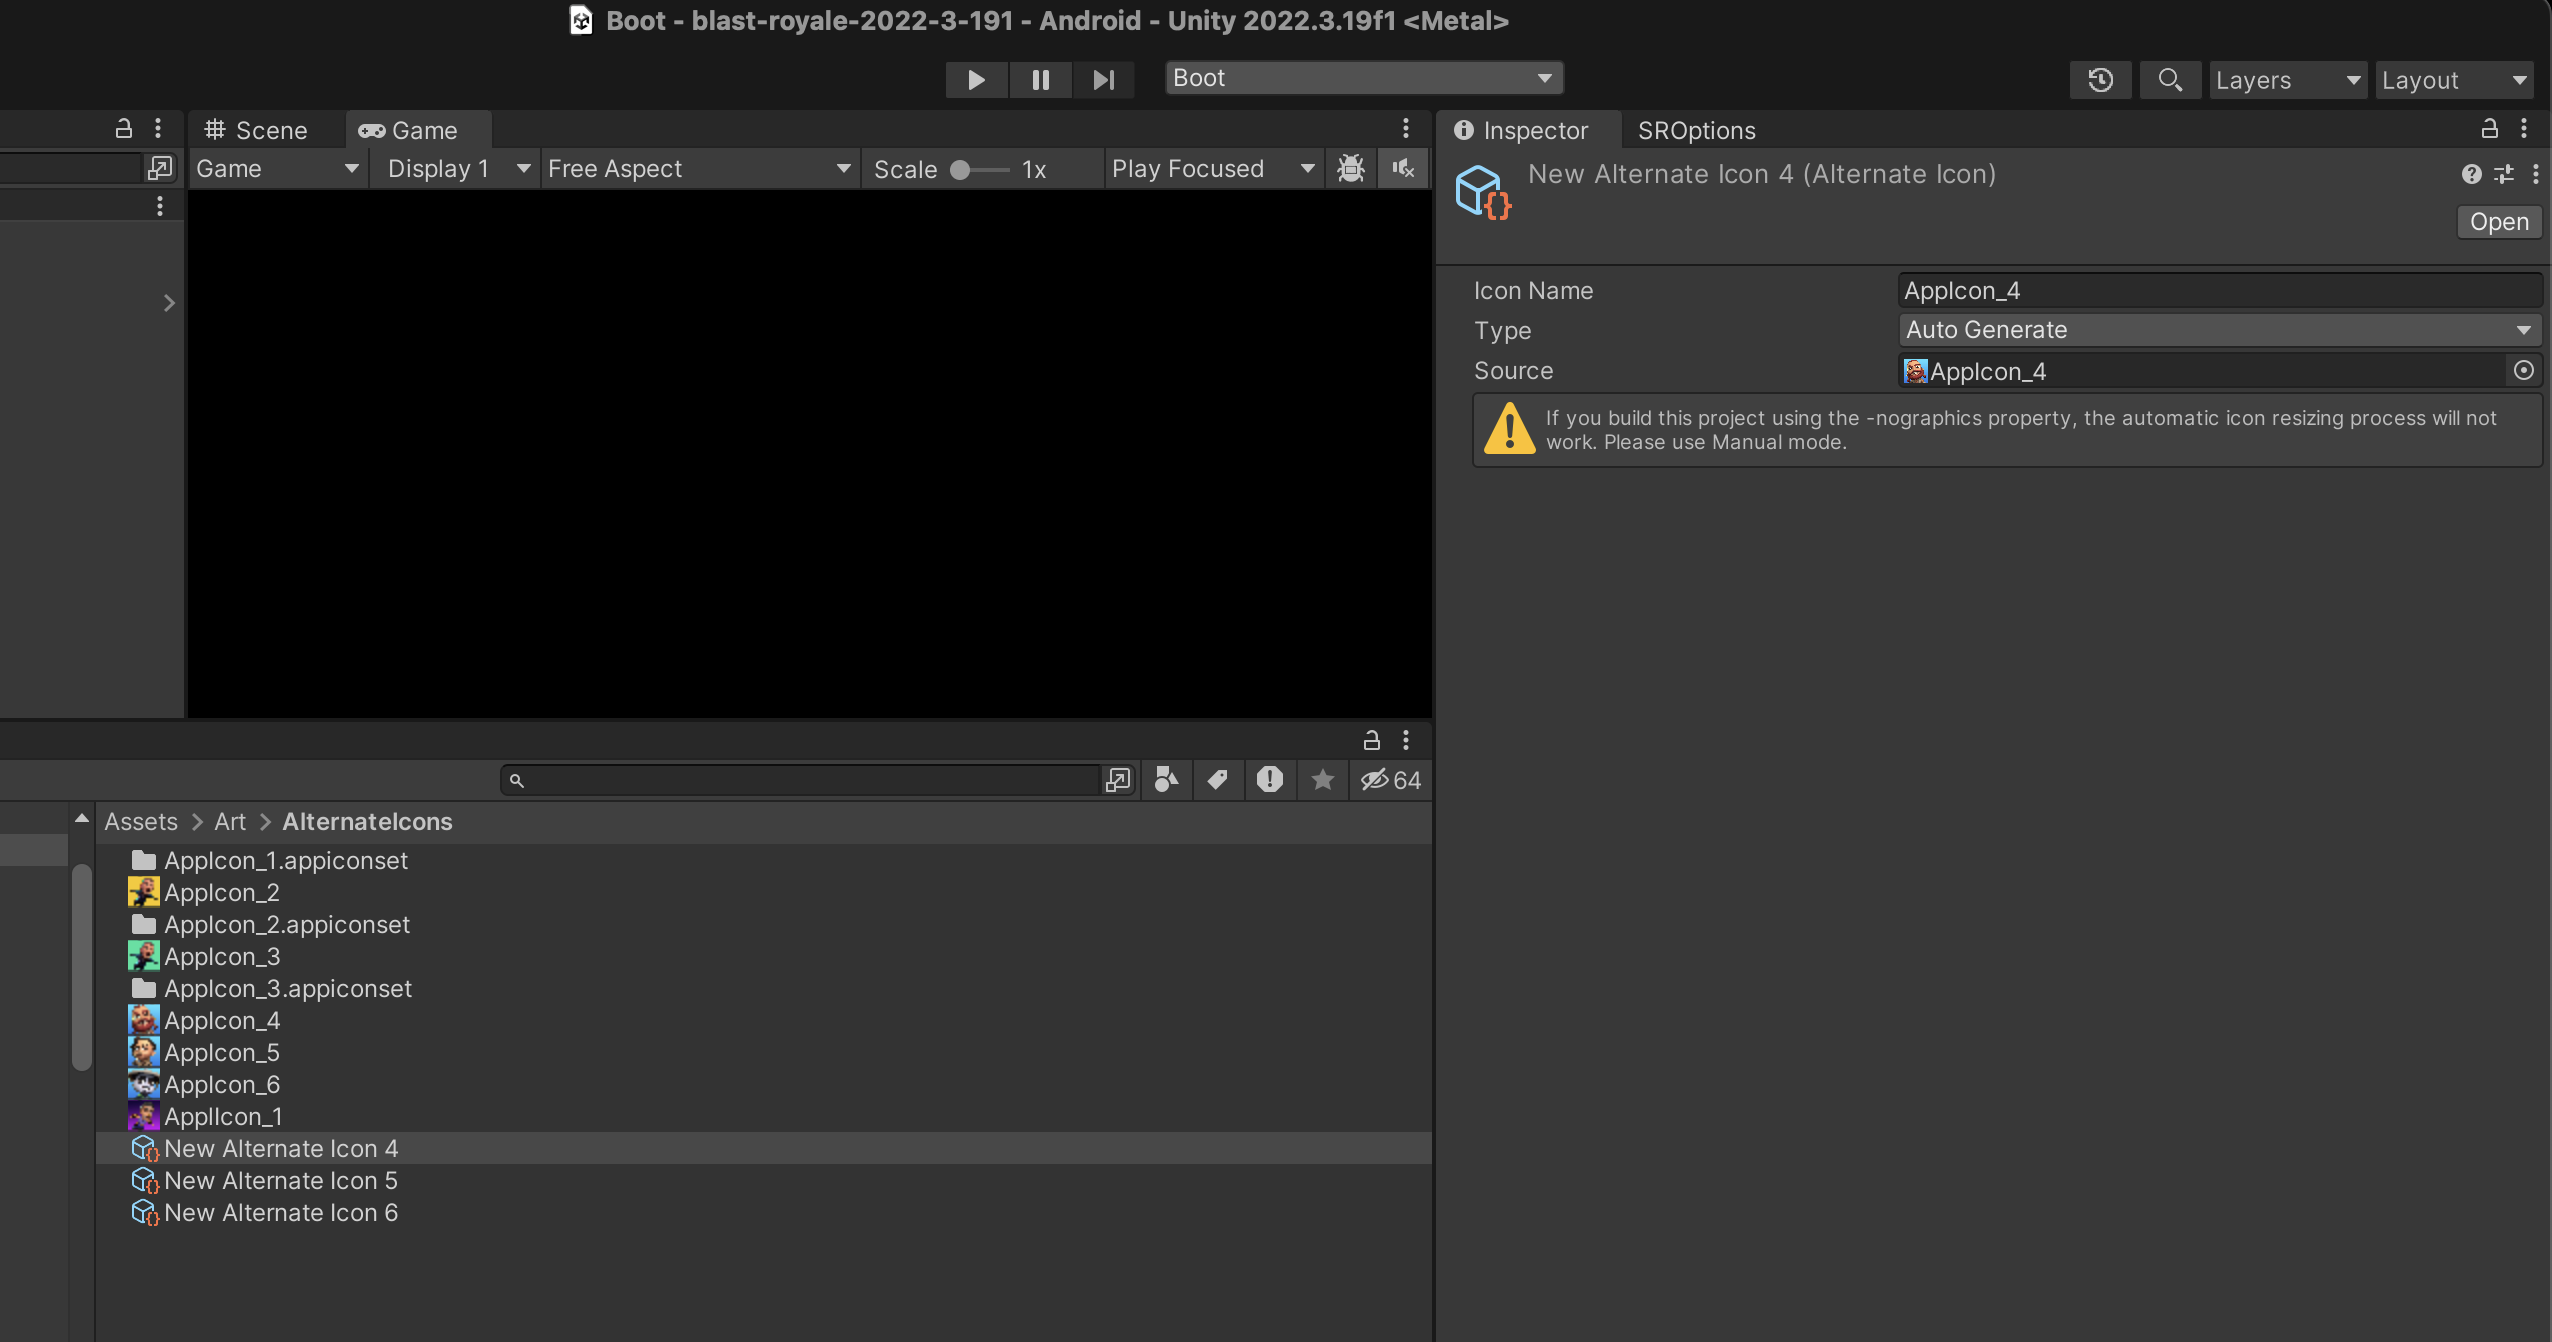 Boot - blast-royale-2022-3-191 - Android - Unity 2022.3.19f1 <Metal>
Boot
Layers
Layout
Scene
Game
Game
Display 1
Free Aspect
Scale
1x
Play Focused
Inspector
SROptions
New Alternate Icon 4 (Alternate Icon)
Open
Icon Name
AppIcon_4
Type
Auto Generate
Source
AppIcon_4
If you build this project using the -nographics property, the automatic icon resizing process will not
work. Please use Manual mode.
64
Assets > Art > AlternateIcons
AppIcon_1.appiconset
AppIcon_2
AppIcon_2.appiconset
AppIcon_3
AppIcon_3.appiconset
AppIcon_4
AppIcon_5
AppIcon_6
ApplIcon_1
New Alternate Icon 4
New Alternate Icon 5
New Alternate Icon 6